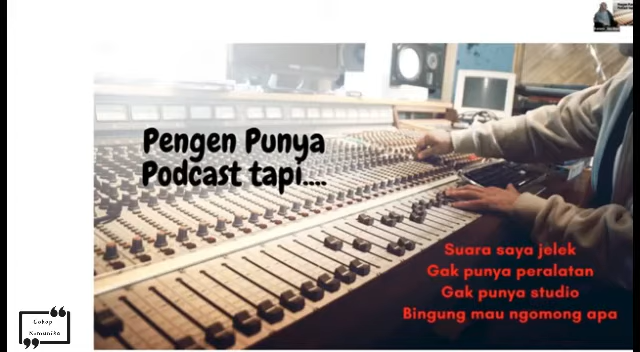 Pengen Punya
Podcast tapi....
Suara saya jelek
Gak punya peralatan
Gak punya studio
Bingung mau ngomong apa